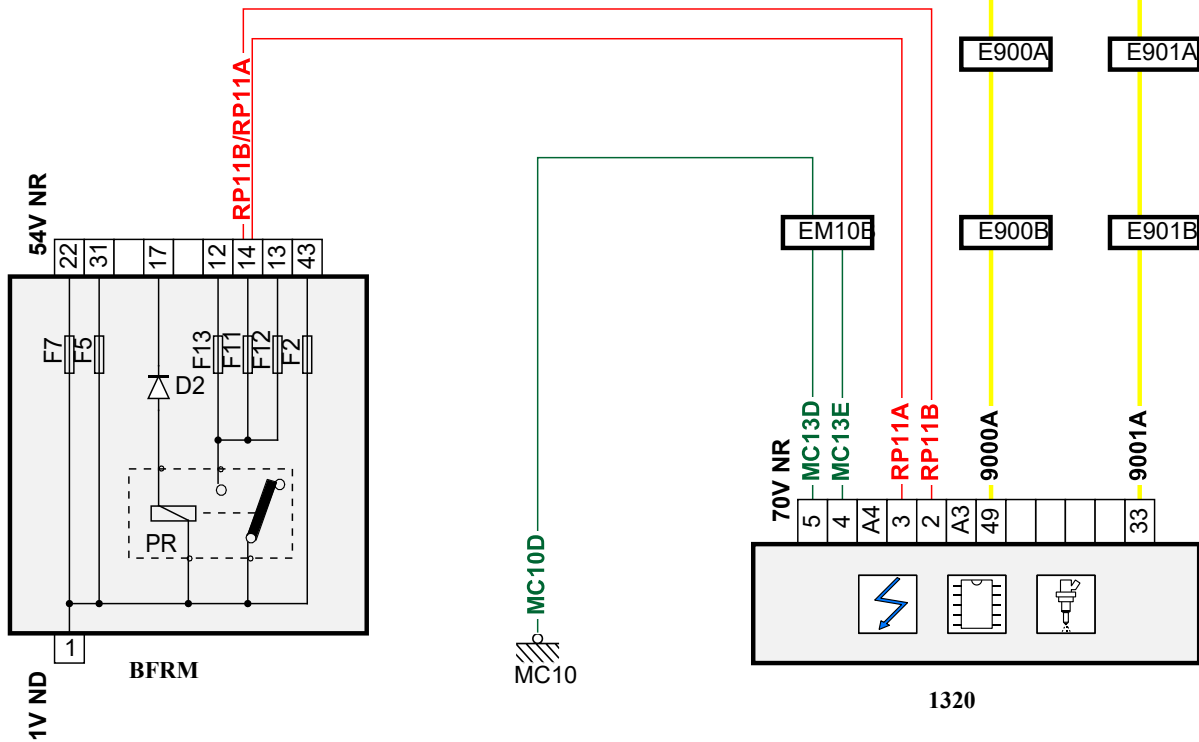 E900A
E901A
RP11B/RP11A
54V NR
22
31
17
12
14
13
43
EM10B
E900B
E901B
F7
F5
F13
F11
F12
F2
D2
PR
1
1V ND
BFRM
MC10D
MC10
70V NR
MC13D
MC13E
RP11A
RP11B
9000A
9001A
5
4
A4
3
2
A3
49
33
1320